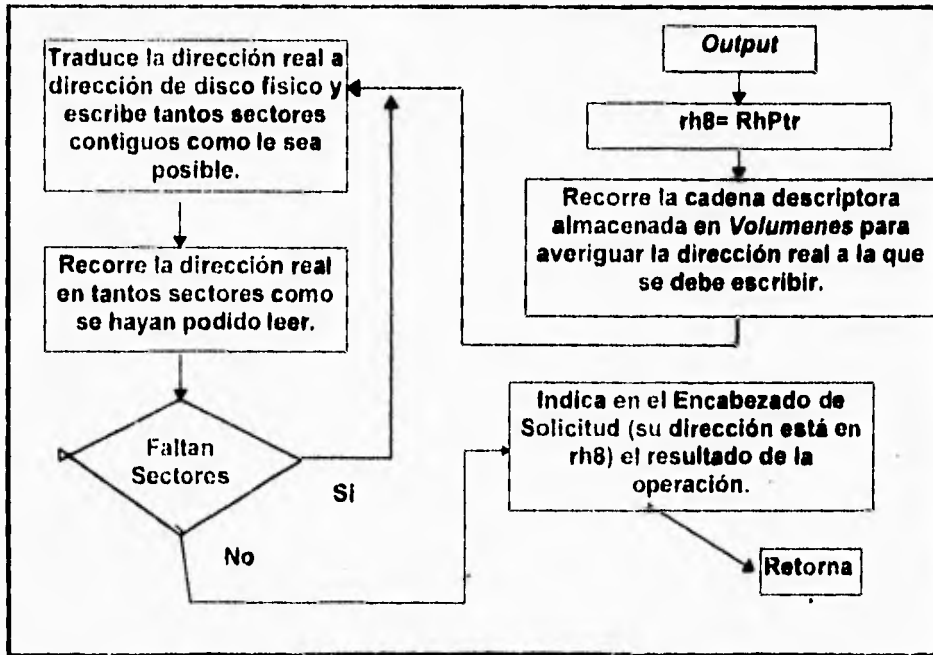 Output
rh8= RhPtr
Recorre la cadena descriptora
almacenada en Volumenes para
averiguar la dirección real a la que
se debe escribir.
Traduce la dirección real a
dirección de disco físico y
escribe tantos sectores
contiguos como le sea
posible.
Recorre la dirección real
en tantos sectores como
se hayan podido leer.
Faltan
Sectores
Si
No
Indica en el Encabezado de
Solicitud (su dirección está en
rh8) el resultado de la
operación.
Retorna